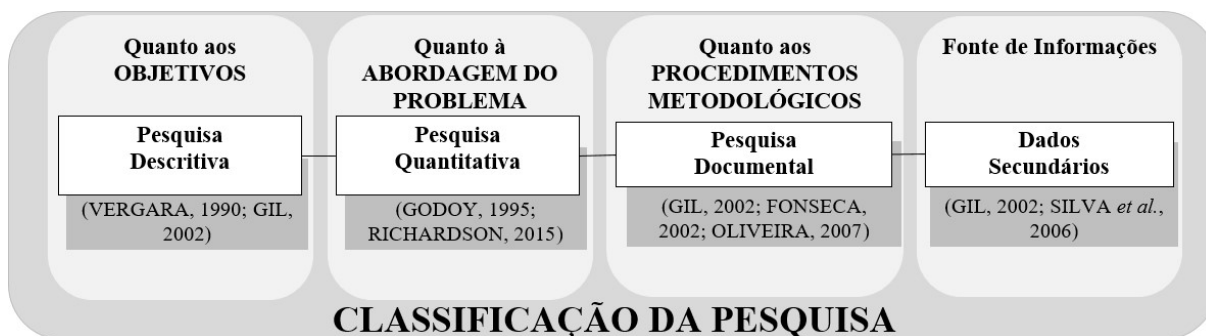 Quanto aos
OBJETIVOS
Pesquisa
Descritiva
(VERGARA, 1990; GIL,
2002)
Quanto à
ABORDAGEM DO
PROBLEMA
Pesquisa
Quantitativa
(GODOY, 1995;
RICHARDSON, 2015)
Quanto aos
PROCEDIMENTOS
METODOLÓGICOS
Pesquisa
Documental
(GIL, 2002; FONSECA,
2002; OLIVEIRA, 2007)
Fonte de Informações
Dados
Secundários
(GIL, 2002; SILVA et al.,
2006)
CLASSIFICAÇÃO DA PESQUISA